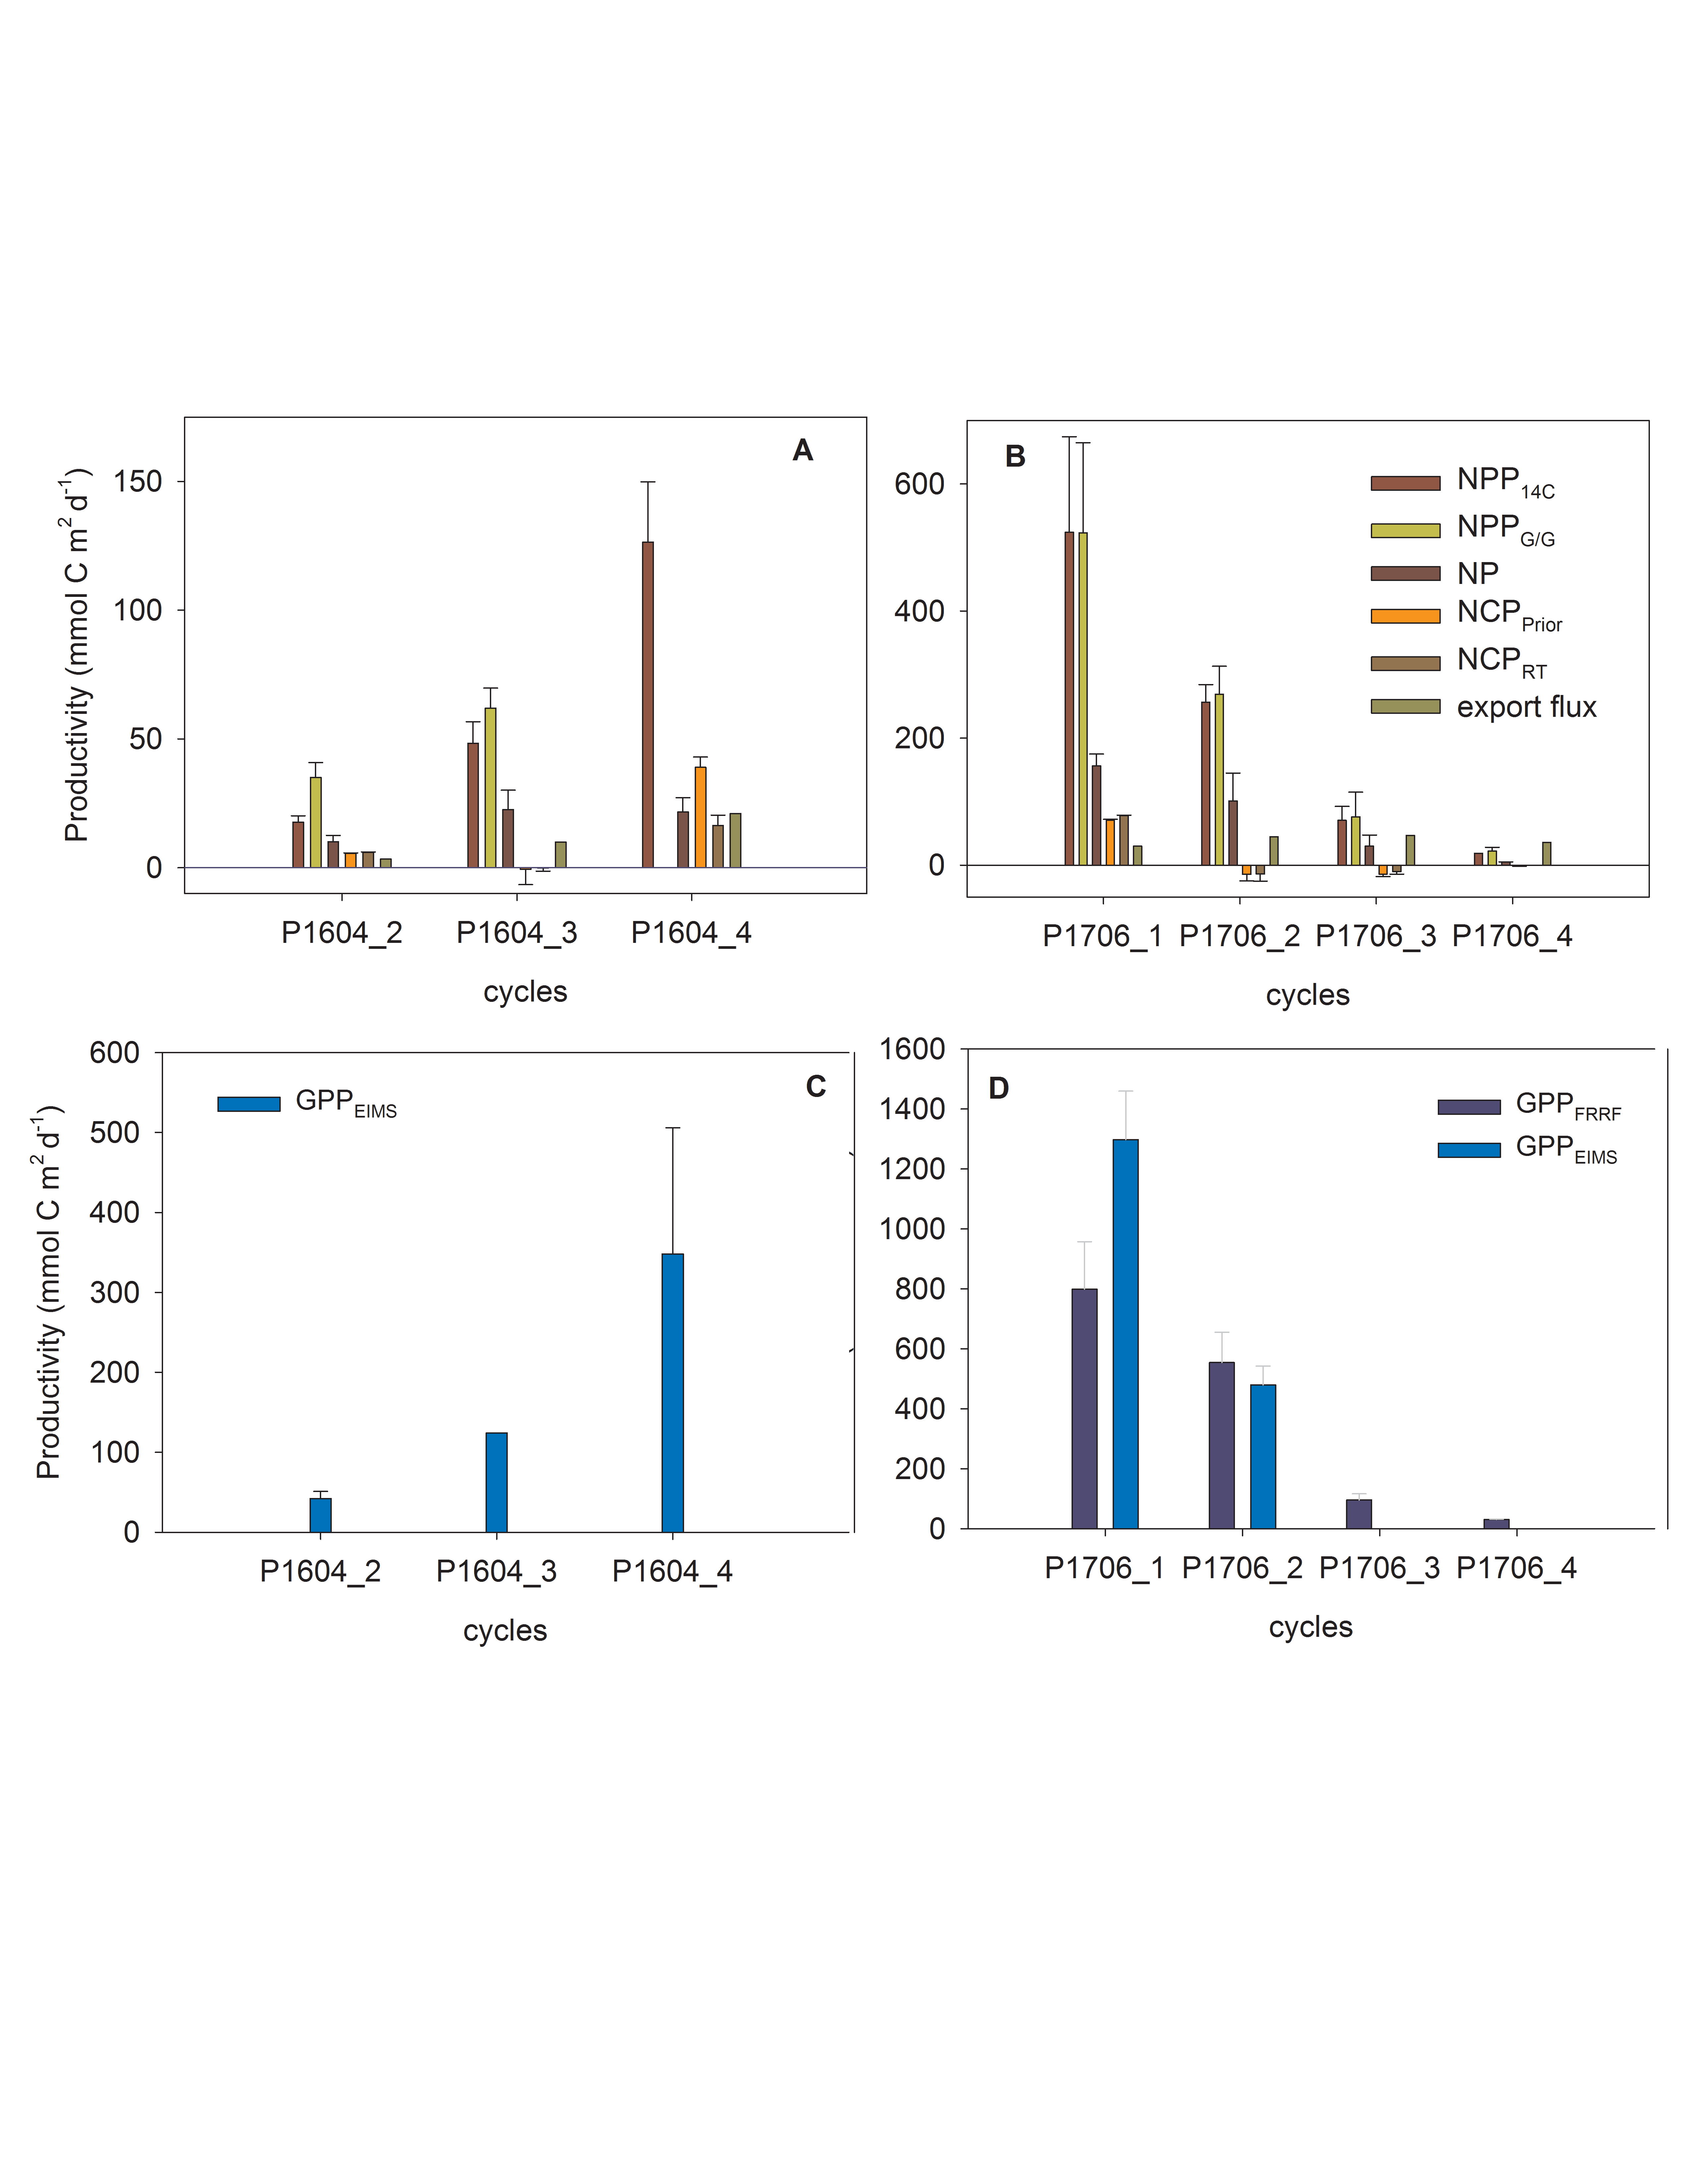 A
Productivity (mmol C m2 d-1)
150
100
50
0
P1604_2 P1604_3 P1604_4
cycles
B
600
400
200
0
NPP14C
NPPG/G
NP
NCPPrior
NCPRT
export flux
P1706_1 P1706_2 P1706_3 P1706_4
cycles
C
Productivity (mmol C m2 d-1)
600
500
400
300
200
100
0
GPPEIMS
P1604_2 P1604_3 P1604_4
cycles
D
1600
1400
1200
1000
800
600
400
200
0
GPPFRRF
GPPEIMS
P1706_1 P1706_2 P1706_3 P1706_4
cycles